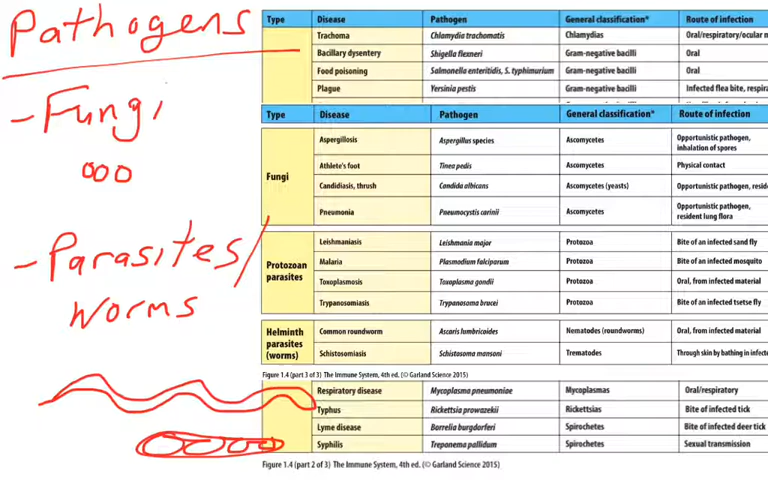 Pathogens
- Fungi
- Parasites/
Worms
Type Disease Pathogen General classification* Route of infection
Trachoma Chlamydia trachomatis Chlamydias Oral/respiratory/ocular
Bacillary dysentery Shigella flexneri Gram-negative bacilli Oral
Food poisoning Salmonella enteritidis, S. typhimurium Gram-negative bacilli Oral
Plague Yersinia pestis Gram-negative bacilli Infected flea bite,
Type Disease Pathogen General classification* Route of infection
Fungi
Aspergillosis Aspergillus species Ascomycetes Opportunistic pathogen,
inhalation of spores
Athlete's foot Tinea pedis Ascomycetes Physical contact
Candidiasis, thrush Candida albicans Ascomycetes (yeasts) Opportunistic pathogen,
Pneumonia Pneumocystis carinii Ascomycetes Opportunistic pathogen,
resident lung flora
Protozoan
parasites
Leishmaniasis Leishmania major Protozoa Bite of an infected sand fly
Malaria Plasmodium falciparum Protozoa Bite of an infected mosquito
Toxoplasmosis Toxoplasma gondii Protozoa Oral, from infected material
Trypanosomiasis Trypanosoma brucei Protozoa Bite of an infected tsetse fly
Helminth
parasites
(worms)
Common roundworm Ascaris lumbricoides Nematodes (roundworms) Oral, from infected material
Schistosomiasis Schistosoma mansoni Trematodes Through skin by bathing in
Figure 1.4 (part 3 of 3) The Immune System, 4th ed. (© Garland Science 2015)
Respiratory disease Mycoplasma pneumoniae Mycoplasmas Oral/respiratory
Typhus Rickettsia prowazekii Rickettsias Bite of infected tick
Lyme disease Borrelia burgdorferi Spirochetes Bite of infected deer tick
Syphilis Treponema pallidum Spirochetes Sexual transmission
Figure 1.4 (part 2 of 3) The Immune System, 4th ed. (© Garland Science 2015)